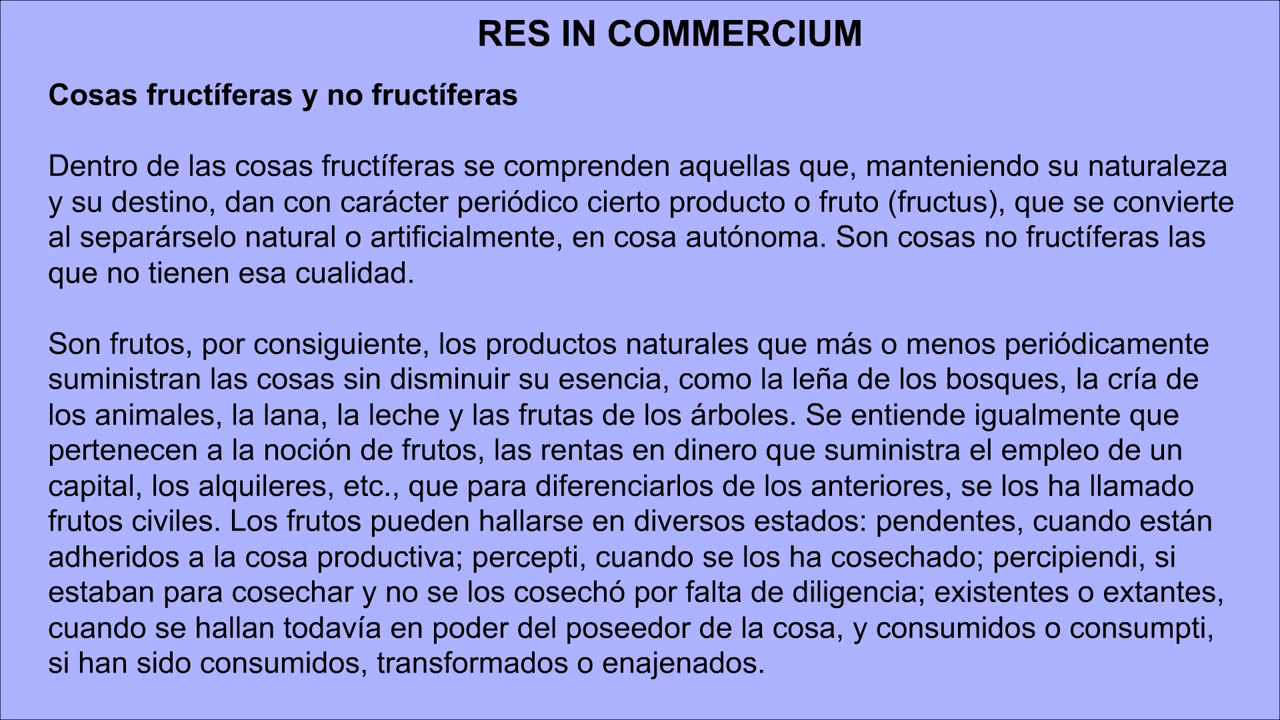 RES IN COMMERCIUM
Cosas fructíferas y no fructíferas
Dentro de las cosas fructíferas se comprenden aquellas que, manteniendo su naturaleza
y su destino, dan con carácter periódico cierto producto o fruto (fructus), que se convierte
al separárselo natural o artificialmente, en cosa autónoma. Son cosas no fructíferas las
que no tienen esa cualidad.
Son frutos, por consiguiente, los productos naturales que más o menos periódicamente
suministran las cosas sin disminuir su esencia, como la leña de los bosques, la cría de
los animales, la lana, la leche y las frutas de los árboles. Se entiende igualmente que
pertenecen a la noción de frutos, las rentas en dinero que suministra el empleo de un
capital, los alquileres, etc., que para diferenciarlos de los anteriores, se los ha llamado
frutos civiles. Los frutos pueden hallarse en diversos estados: pendentes, cuando están
adheridos a la cosa productiva; percepti, cuando se los ha cosechado; percipiendi, si
estaban para cosechar y no se los cosechó por falta de diligencia; existentes o extantes,
cuando se hallan todavía en poder del poseedor de la cosa, y consumidos o consumpti,
si han sido consumidos, transformados o enajenados.